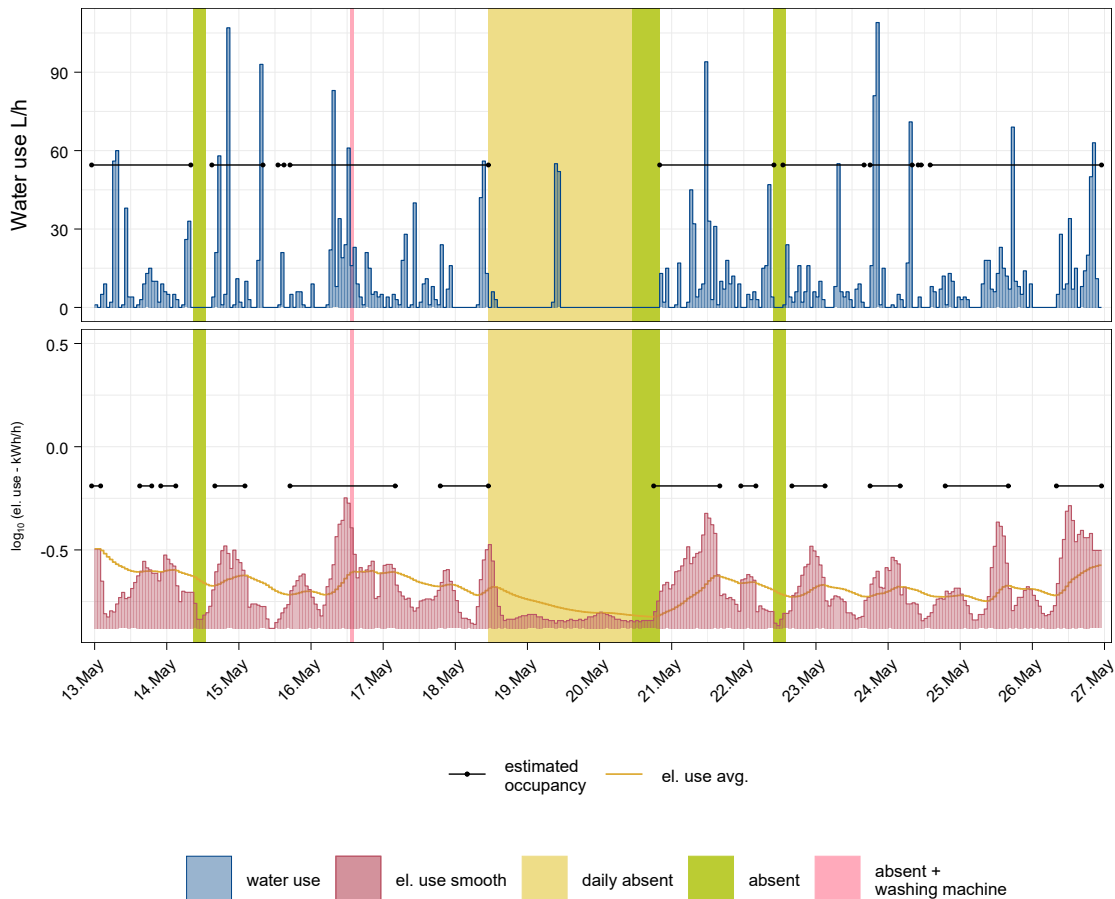 Water use L/h
90
60
30
0
log₁₀ (el. use - kWh/h)
0.5
0.0
-0.5
13.May
14.May
15.May
16.May
17.May
18.May
19.May
20.May
21.May
22.May
23.May
24.May
25.May
26.May
27.May
estimated
occupancy
el. use avg.
water use
el. use smooth
daily absent
absent
absent +
washing machine